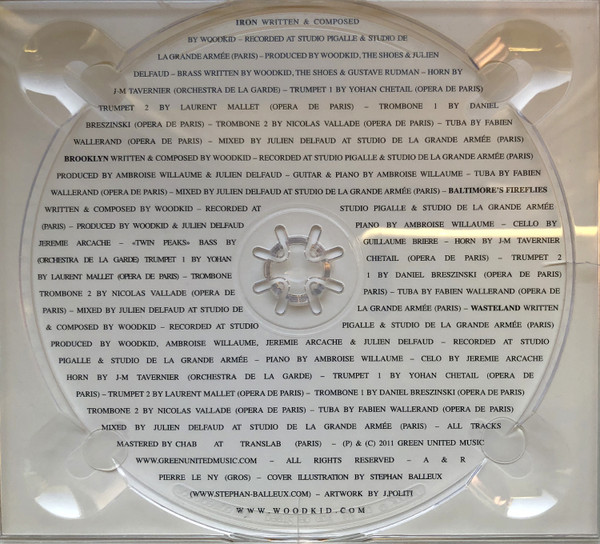 IRON WRITTEN & COMPOSED
BY WOODKID – RECORDED AT STUDIO PIGALLE & STUDIO DE
LA GRANDE ARMÉE (PARIS) – PRODUCED BY WOODKID, THE SHOES & JULIEN
DELFAUD – BRASS WRITTEN BY WOODKID, THE SHOES & GUSTAVE RUDMAN – HORN BY
J-M TAVERNIER (ORCHESTRA DE LA GARDE) – TRUMPET 1 BY YOHAN CHETAIL (OPERA DE PARIS)
TRUMPET 2 BY LAURENT MALLET (OPERA DE PARIS) – TROMBONE 1 BY DANIEL
BRESZINSKI (OPERA DE PARIS) – TROMBONE 2 BY NICOLAS VALLADE (OPERA DE PARIS) – TUBA BY FABIEN
WALLERAND (OPERA DE PARIS) – MIXED BY JULIEN DELFAUD AT STUDIO DE LA GRANDE ARMÉE (PARIS)
BROOKLYN WRITTEN & COMPOSED BY WOODKID – RECORDED AT STUDIO PIGALLE & STUDIO DE LA GRANDE ARMÉE (PARIS)
PRODUCED BY AMBROISE WILLAUME & JULIEN DELFAUD – GUITAR & PIANO BY AMBROISE WILLAUME – TUBA BY FABIEN
WALLERAND (OPERA DE PARIS) – MIXED BY JULIEN DELFAUD AT STUDIO DE LA GRANDE ARMÉE (PARIS) – BALTIMORE'S FIREFLIES
WRITTEN & COMPOSED BY WOODKID – RECORDED AT STUDIO PIGALLE & STUDIO DE LA GRANDE ARMÉE
(PARIS) – PRODUCED BY WOODKID & JULIEN DELFAUD PIANO BY AMBROISE WILLAUME – CELLO BY
JEREMIE ARCACHE – «TWIN PEAKS» BASS BY GUILLAUME BRIERE – HORN BY J-M TAVERNIER
(ORCHESTRA DE LA GARDE) TRUMPET 1 BY YOHAN CHETAIL (OPERA DE PARIS) – TRUMPET 2
BY LAURENT MALLET (OPERA DE PARIS) – TROMBONE 1 BY DANIEL BRESZINSKI (OPERA DE PARIS)
TROMBONE 2 BY NICOLAS VALLADE (OPERA DE PARIS) – TUBA BY FABIEN WALLERAND (OPERA DE
PARIS) – MIXED BY JULIEN DELFAUD AT STUDIO DE LA GRANDE ARMÉE (PARIS) – WASTELAND WRITTEN
& COMPOSED BY WOODKID – RECORDED AT STUDIO PIGALLE & STUDIO DE LA GRANDE ARMÉE (PARIS)
PRODUCED BY WOODKID, AMBROISE WILLAUME, JEREMIE ARCACHE & JULIEN DELFAUD – RECORDED AT STUDIO
PIGALLE & STUDIO DE LA GRANDE ARMÉE – PIANO BY AMBROISE WILLAUME – CELO BY JEREMIE ARCACHE
HORN BY J-M TAVERNIER (ORCHESTRA DE LA GARDE) – TRUMPET 1 BY YOHAN CHETAIL (OPERA DE
PARIS) – TRUMPET 2 BY LAURENT MALLET (OPERA DE PARIS) – TROMBONE 1 BY DANIEL BRESZINSKI (OPERA DE PARIS)
TROMBONE 2 BY NICOLAS VALLADE (OPERA DE PARIS) – TUBA BY FABIEN WALLERAND (OPERA DE PARIS)
MIXED BY JULIEN DELFAUD AT STUDIO DE LA GRANDE ARMÉE (PARIS) – ALL TRACKS
MASTERED BY CHAB AT TRANSLAB (PARIS) – (P) & (C) 2011 GREEN UNITED MUSIC
WWW.GREENUNITEDMUSIC.COM – ALL RIGHTS RESERVED – A & R
PIERRE LE NY (GROS) – COVER ILLUSTRATION BY STEPHAN BALLEUX
(WWW.STEPHAN-BALLEUX.COM) – ARTWORK BY J.POLITI
WWW.WOODKID.COM